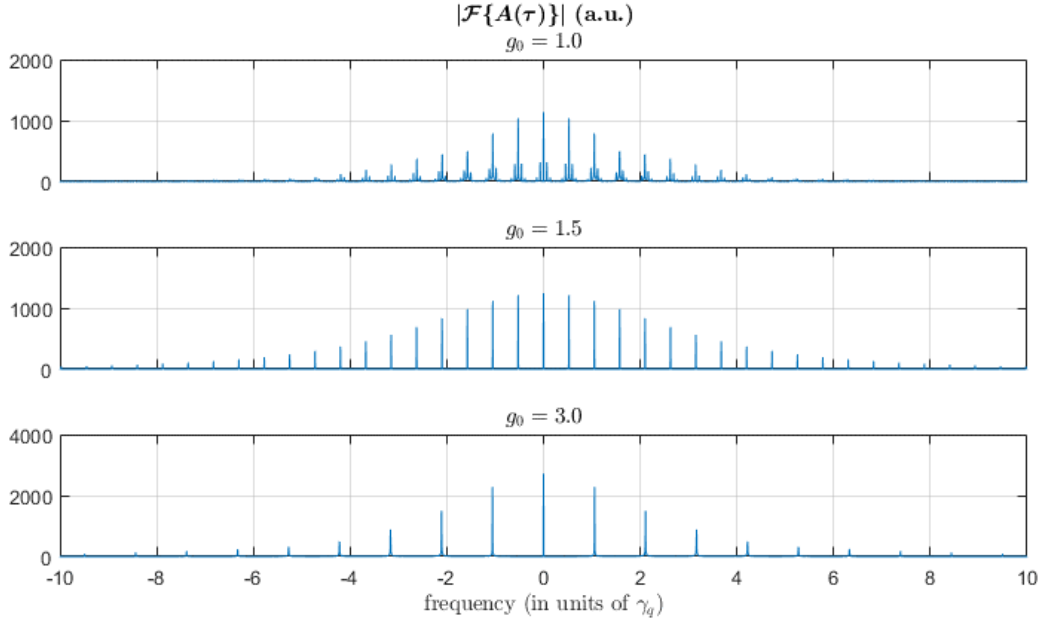 |𝓕{A(τ)}| (a.u.)
g₀ = 1.0
2000
1000
0
g₀ = 1.5
2000
1000
0
g₀ = 3.0
4000
2000
0
-10 -8 -6 -4 -2 0 2 4 6 8 10
frequency (in units of γ_q)